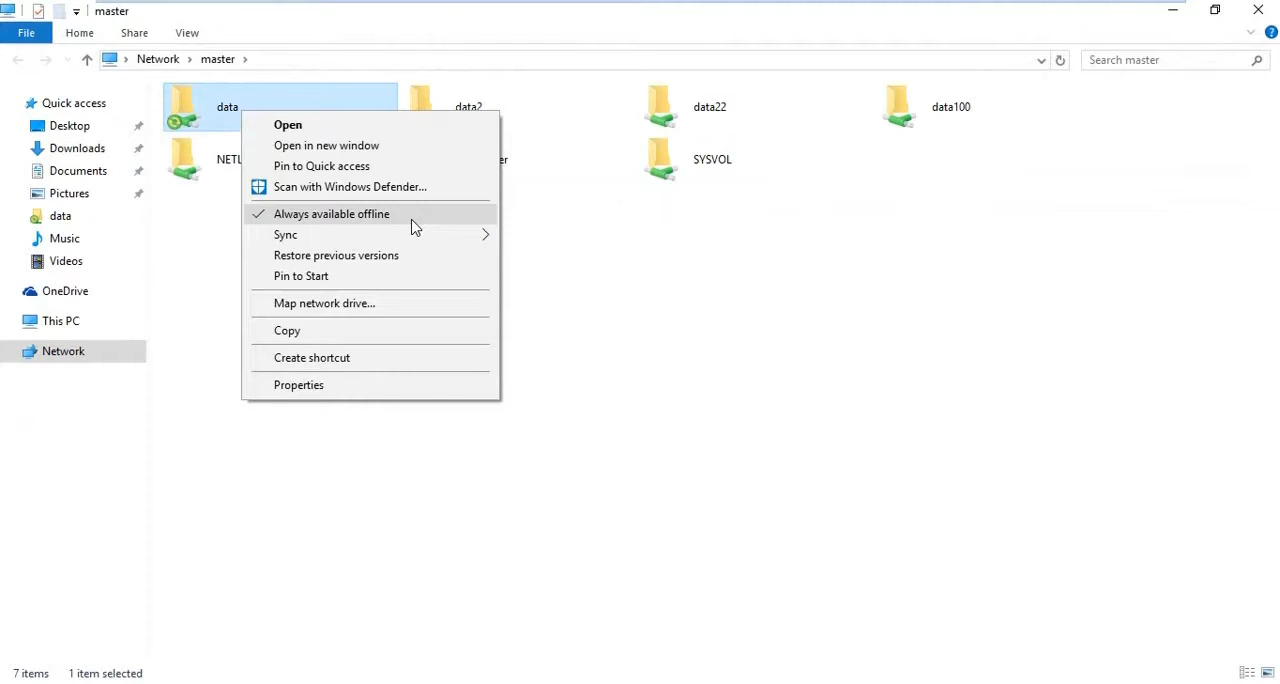 master
File Home Share View
Network master
Search master
Quick access
Desktop
Downloads
Documents
Pictures
data
Music
Videos
OneDrive
This PC
Network
data
data2
data22
data100
SYSVOL
Open
Open in new window
Pin to Quick access
Scan with Windows Defender...
Always available offline
Sync
Restore previous versions
Pin to Start
Map network drive...
Copy
Create shortcut
Properties
7 items 1 item selected